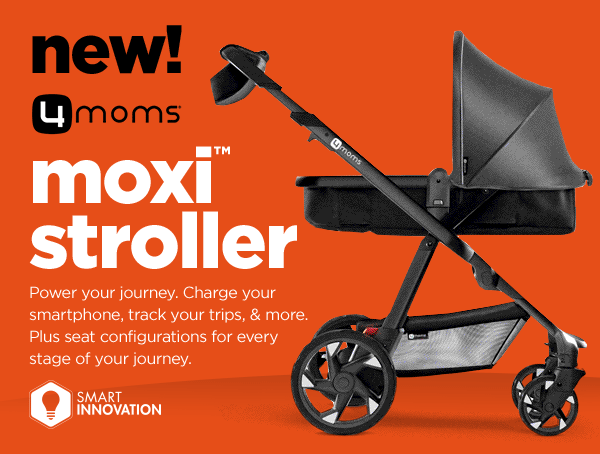 new!
4moms®
moxi™
stroller
Power your journey. Charge your
smartphone, track your trips, & more.
Plus seat configurations for every
stage of your journey.
SMART
INNOVATION
4moms